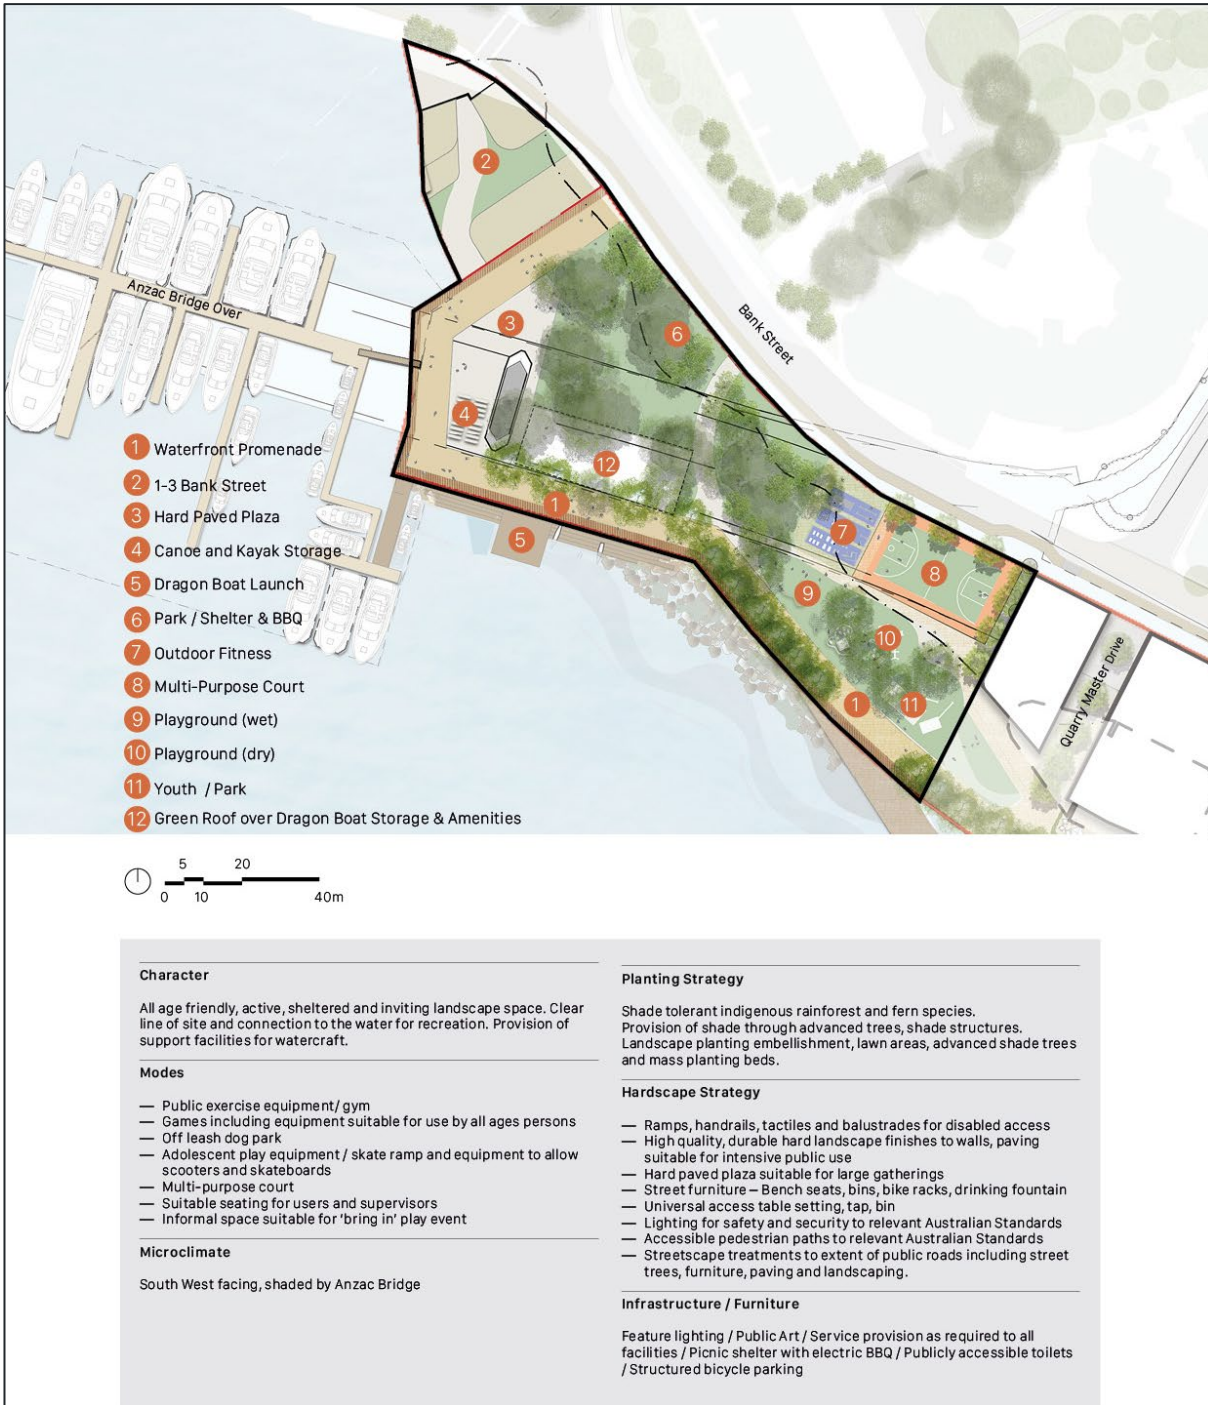 2
Anzac Bridge Over
3
6
Bank Street
4
12
1
5
7
8
9
10
1
11
Quarry Master Drive
1 Waterfront Promenade
2 1-3 Bank Street
3 Hard Paved Plaza
4 Canoe and Kayak Storage
5 Dragon Boat Launch
6 Park / Shelter & BBQ
7 Outdoor Fitness
8 Multi-Purpose Court
9 Playground (wet)
10 Playground (dry)
11 Youth / Park
12 Green Roof over Dragon Boat Storage & Amenities
5 20
0 10 40m
Character
All age friendly, active, sheltered and inviting landscape space. Clear
line of site and connection to the water for recreation. Provision of
support facilities for watercraft.
Modes
— Public exercise equipment/ gym
— Games including equipment suitable for use by all ages persons
— Off leash dog park
— Adolescent play equipment / skate ramp and equipment to allow
scooters and skateboards
— Multi-purpose court
— Suitable seating for users and supervisors
— Informal space suitable for ‘bring in’ play event
Microclimate
South West facing, shaded by Anzac Bridge
Planting Strategy
Shade tolerant indigenous rainforest and fern species.
Provision of shade through advanced trees, shade structures.
Landscape planting embellishment, lawn areas, advanced shade trees
and mass planting beds.
Hardscape Strategy
— Ramps, handrails, tactiles and balustrades for disabled access
— High quality, durable hard landscape finishes to walls, paving
suitable for intensive public use
— Hard paved plaza suitable for large gatherings
— Street furniture – Bench seats, bins, bike racks, drinking fountain
— Universal access table setting, tap, bin
— Lighting for safety and security to relevant Australian Standards
— Accessible pedestrian paths to relevant Australian Standards
— Streetscape treatments to extent of public roads including street
trees, furniture, paving and landscaping.
Infrastructure / Furniture
Feature lighting / Public Art / Service provision as required to all
facilities / Picnic shelter with electric BBQ / Publicly accessible toilets
/ Structured bicycle parking